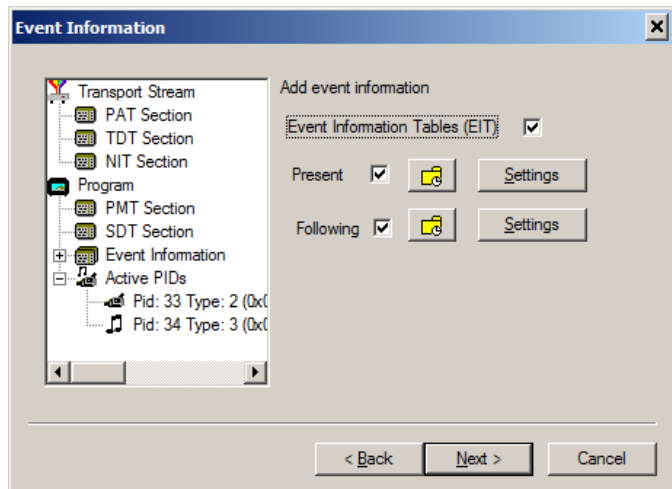 Event Information
Transport Stream
PAT Section
TDT Section
NIT Section
Program
PMT Section
SDT Section
Event Information
Active PIDs
Pid: 33 Type: 2 (0x0
Pid: 34 Type: 3 (0x0
Add event information
Event Information Tables (EIT)
Present
Settings
Following
Settings
< Back
Next >
Cancel